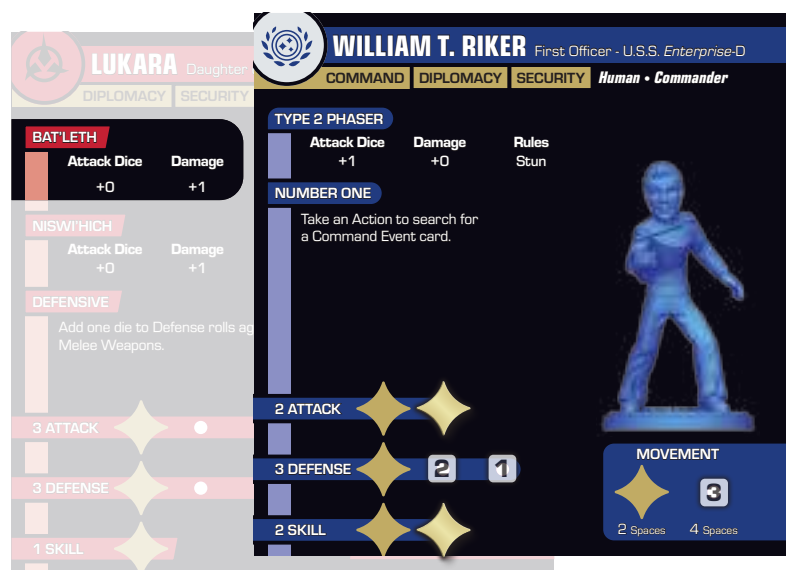 LUKARA Daughter
DIPLOMACY SECURITY
BAT'LETH
Attack Dice Damage
+0 +1
NISWI'HICH
Attack Dice Damage
+0 +1
DEFENSIVE
Add one die to Defense rolls ag
Melee Weapons.
3 ATTACK
3 DEFENSE
1 SKILL
WILLIAM T. RIKER First Officer - U.S.S. Enterprise-D
COMMAND DIPLOMACY SECURITY Human • Commander
TYPE 2 PHASER
Attack Dice Damage Rules
+1 +0 Stun
NUMBER ONE
Take an Action to search for
a Command Event card.
2 ATTACK
3 DEFENSE 2 1
2 SKILL
MOVEMENT
3
2 Spaces 4 Spaces